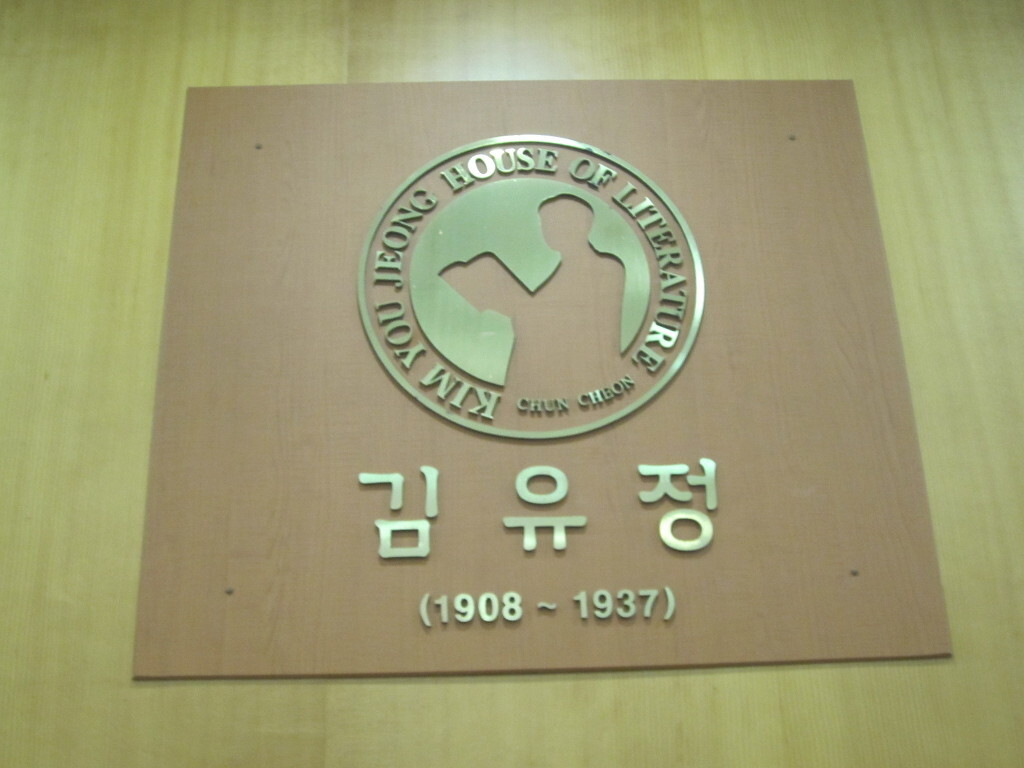 KIM YOU JEONG HOUSE OF LITERATURE,
CHUN CHEON
김유정
(1908 ~ 1937)